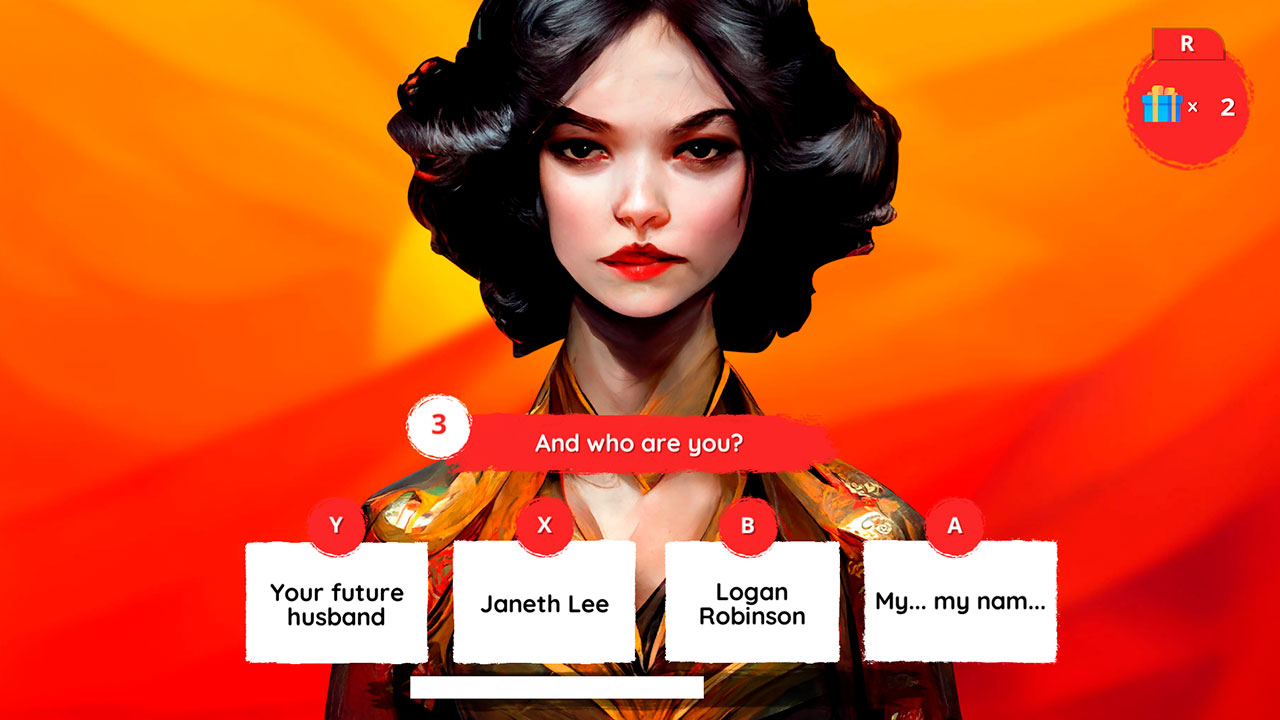 R
x 2
3
And who are you?
Y
X
B
A
Your future
husband
Janeth Lee
Logan
Robinson
My... my nam...